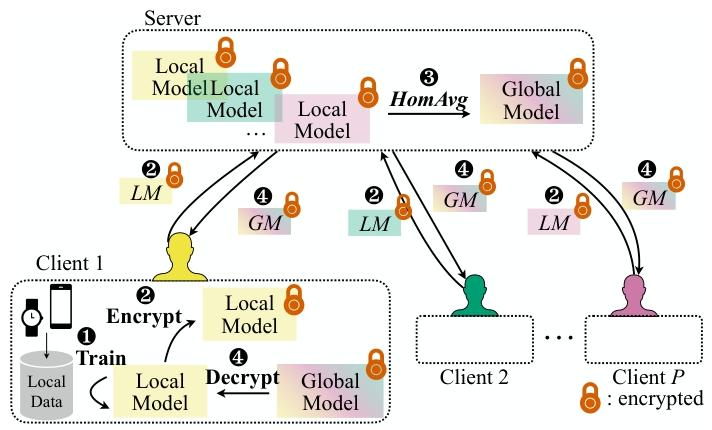 Server
Local
Model
Local
Model
...
Local
Model
❸
HomAvg
Global
Model
❷
LM
❹
GM
❷
LM
❹
GM
❷
LM
❹
GM
Client 1
❷
Encrypt
Local
Model
❶
Train
Local
Data
Local
Model
❹
Decrypt
Global
Model
Client 2
...
Client P
: encrypted